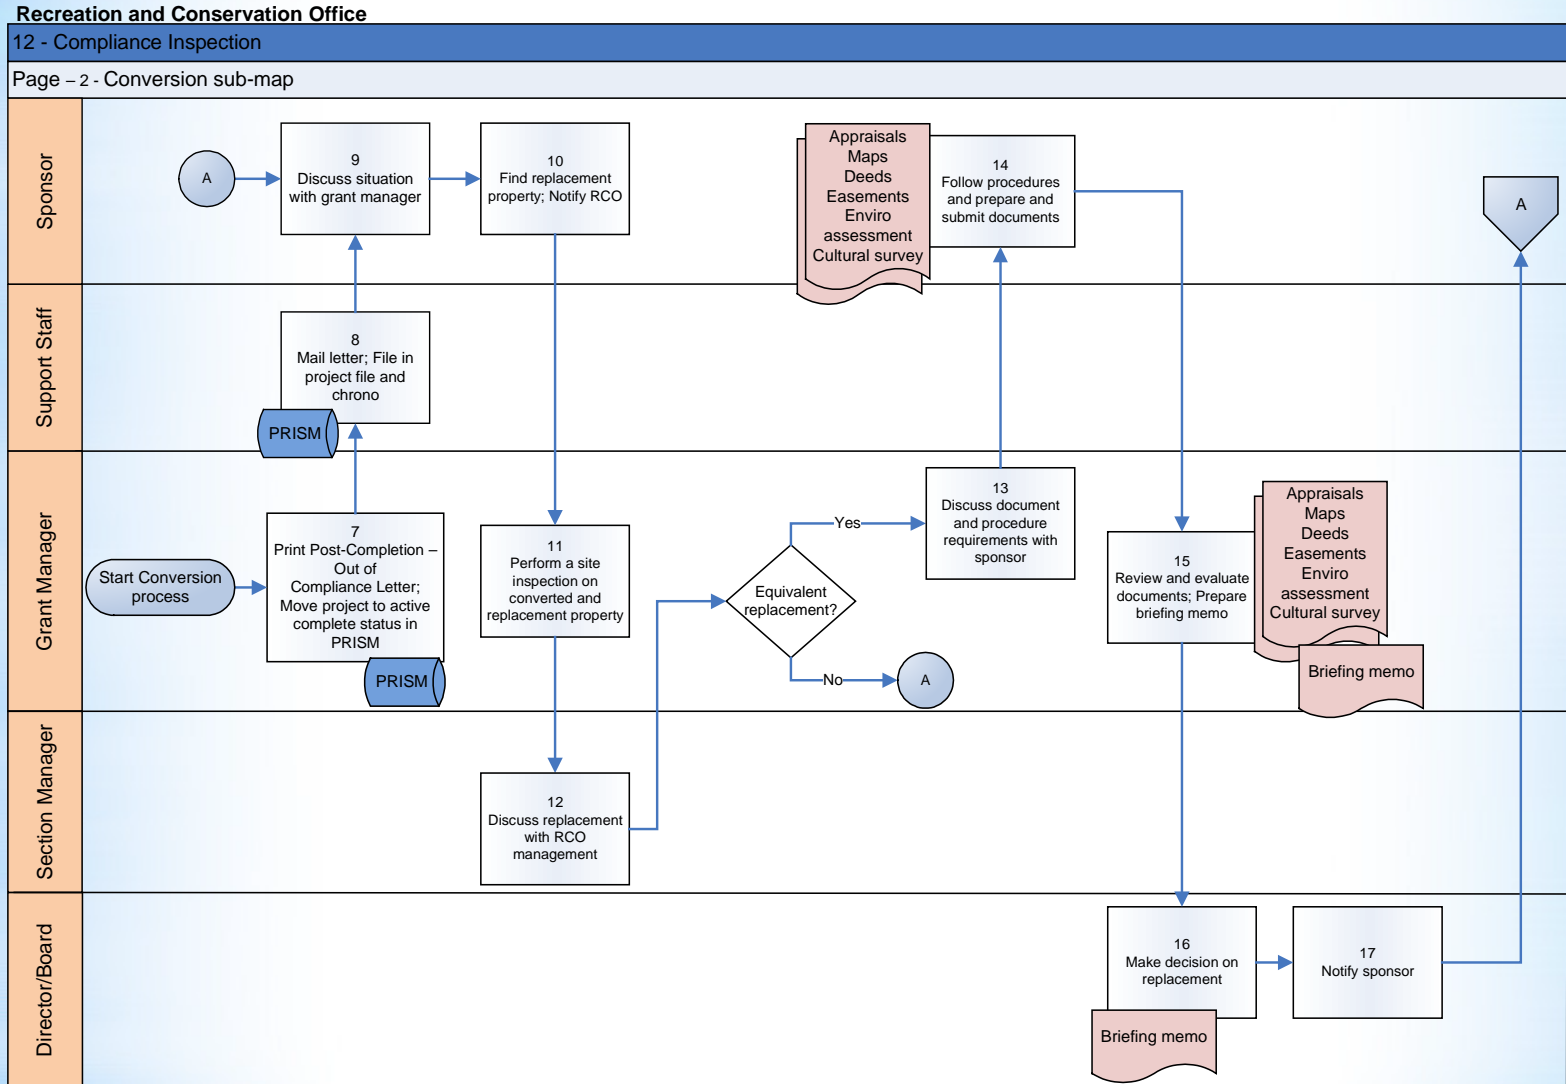 Recreation and Conservation Office
12 - Compliance Inspection
Page – 2 - Conversion sub-map
Sponsor
A
9
Discuss situation
with grant manager
10
Find replacement
property; Notify RCO
Appraisals
Maps
Deeds
Easements
Enviro
assessment
Cultural survey
14
Follow procedures
and prepare and
submit documents
A
Support Staff
8
Mail letter; File in
project file and
chrono
PRISM
Grant Manager
Start Conversion
process
7
Print Post-Completion –
Out of
Compliance Letter;
Move project to active
complete status in
PRISM
PRISM
11
Perform a site
inspection on
converted and
replacement property
Equivalent
replacement?
Yes
No
A
13
Discuss document
and procedure
requirements with
sponsor
15
Review and evaluate
documents; Prepare
briefing memo
Appraisals
Maps
Deeds
Easements
Enviro
assessment
Cultural survey
Briefing memo
Section Manager
12
Discuss replacement
with RCO
management
Director/Board
16
Make decision on
replacement
Briefing memo
17
Notify sponsor